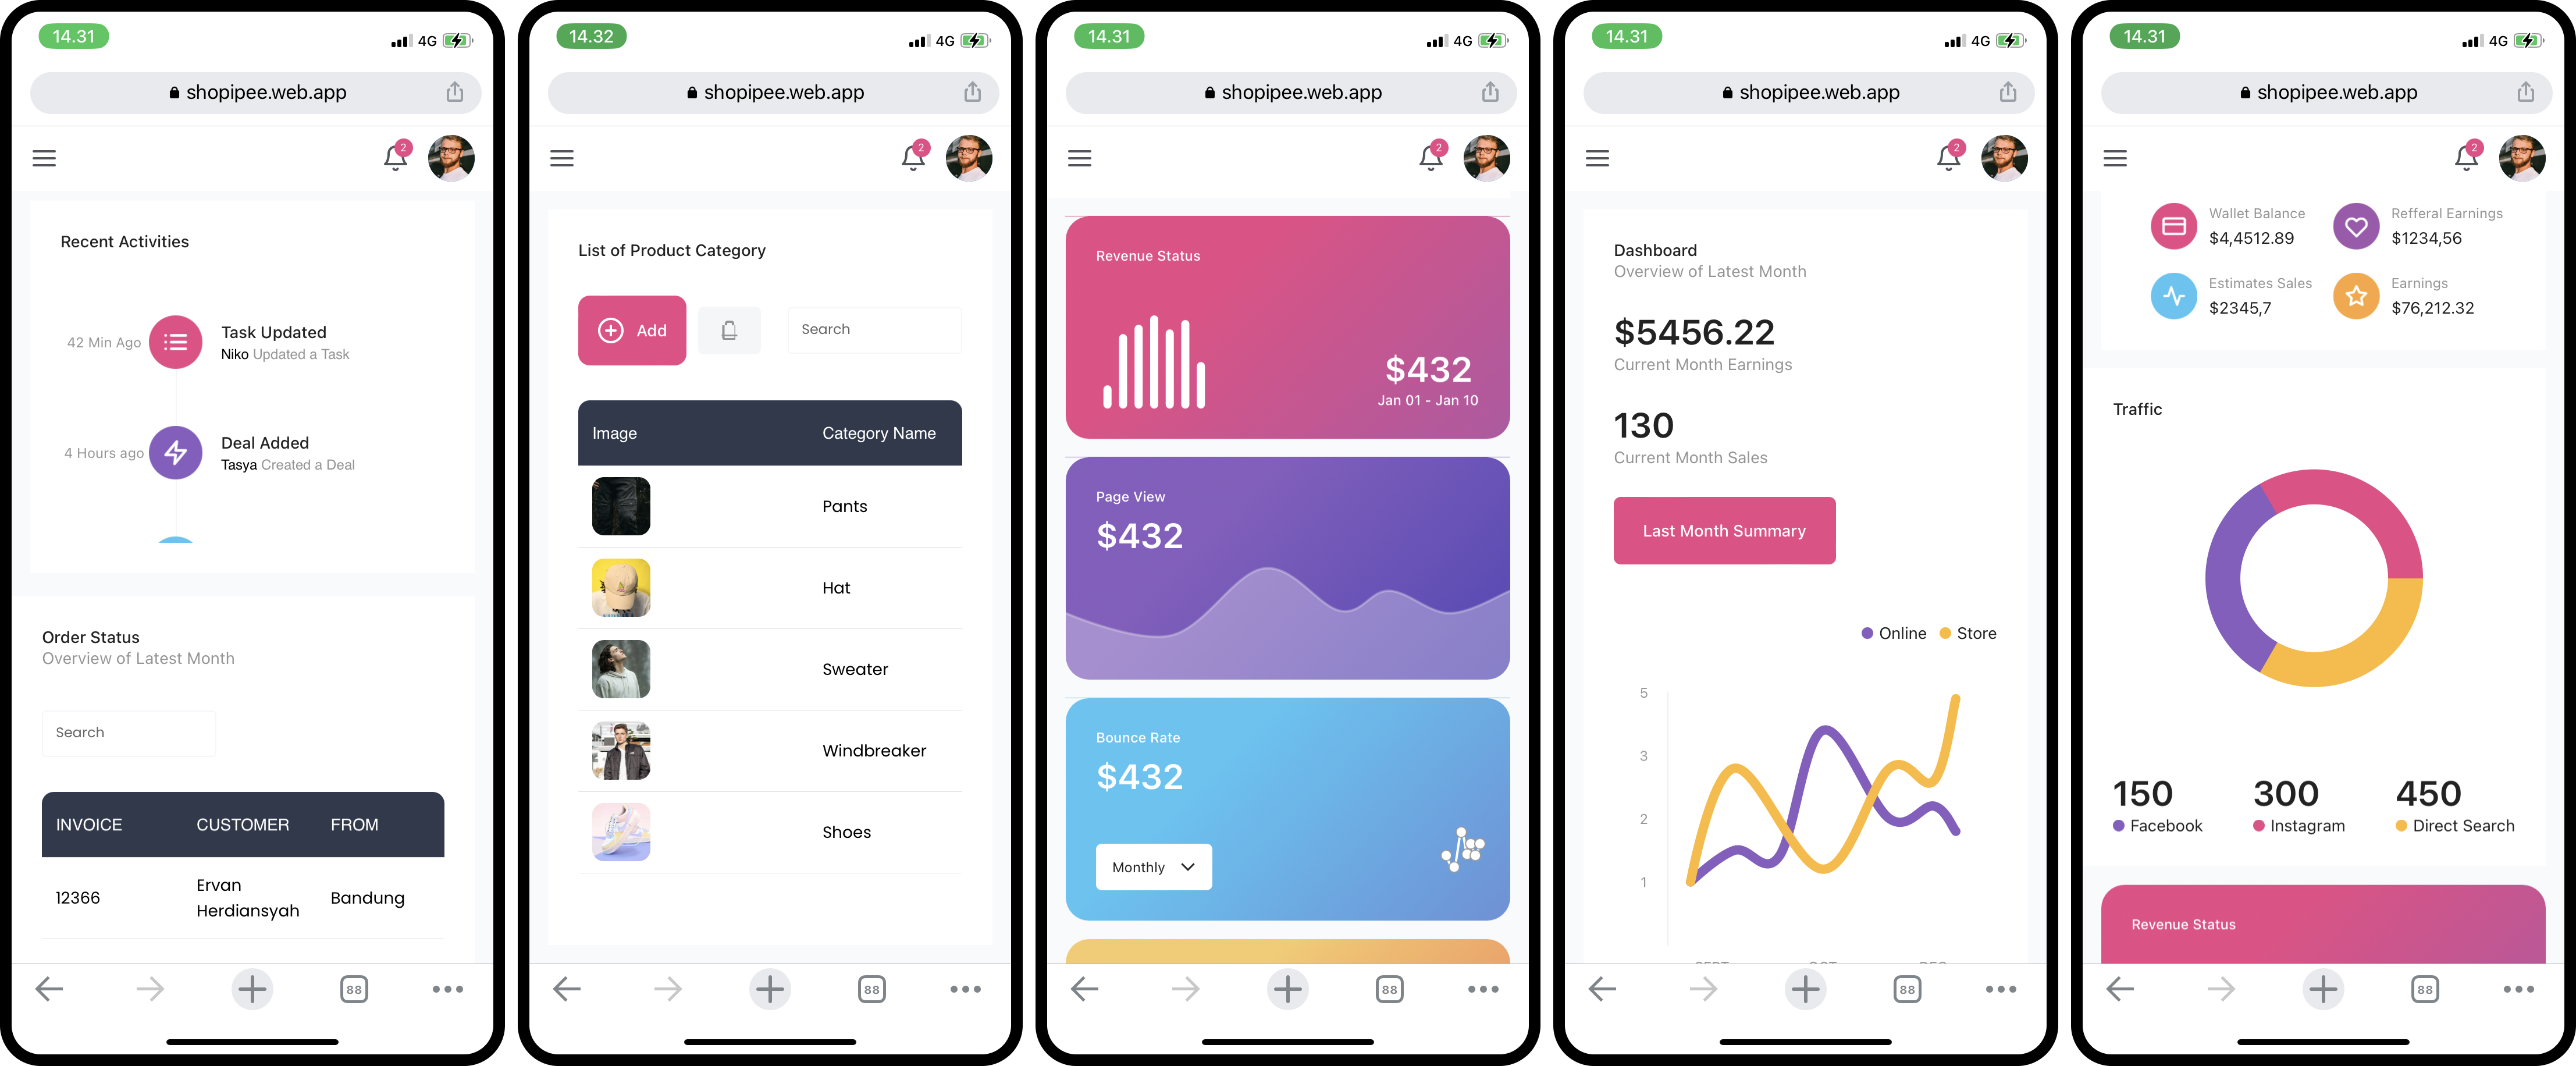 14.31
4G
shopipee.web.app
2
Recent Activities
42 Min Ago
Task Updated
Niko Updated a Task
4 Hours ago
Deal Added
Tasya Created a Deal
Order Status
Overview of Latest Month
Search
INVOICE CUSTOMER FROM
12366 Ervan Herdiansyah Bandung
88
14.32
4G
shopipee.web.app
2
List of Product Category
Add
Search
Image Category Name
Pants
Hat
Sweater
Windbreaker
Shoes
88
14.31
4G
shopipee.web.app
2
Revenue Status
$432
Jan 01 - Jan 10
Page View
$432
Bounce Rate
$432
Monthly
88
14.31
4G
shopipee.web.app
2
Dashboard
Overview of Latest Month
$5456.22
Current Month Earnings
130
Current Month Sales
Last Month Summary
Online Store
5
3
2
1
88
14.31
4G
shopipee.web.app
2
Wallet Balance
$4,4512.89
Refferal Earnings
$1234,56
Estimates Sales
$2345,7
Earnings
$76,212.32
Traffic
150 300 450
Facebook Instagram Direct Search
Revenue Status
88